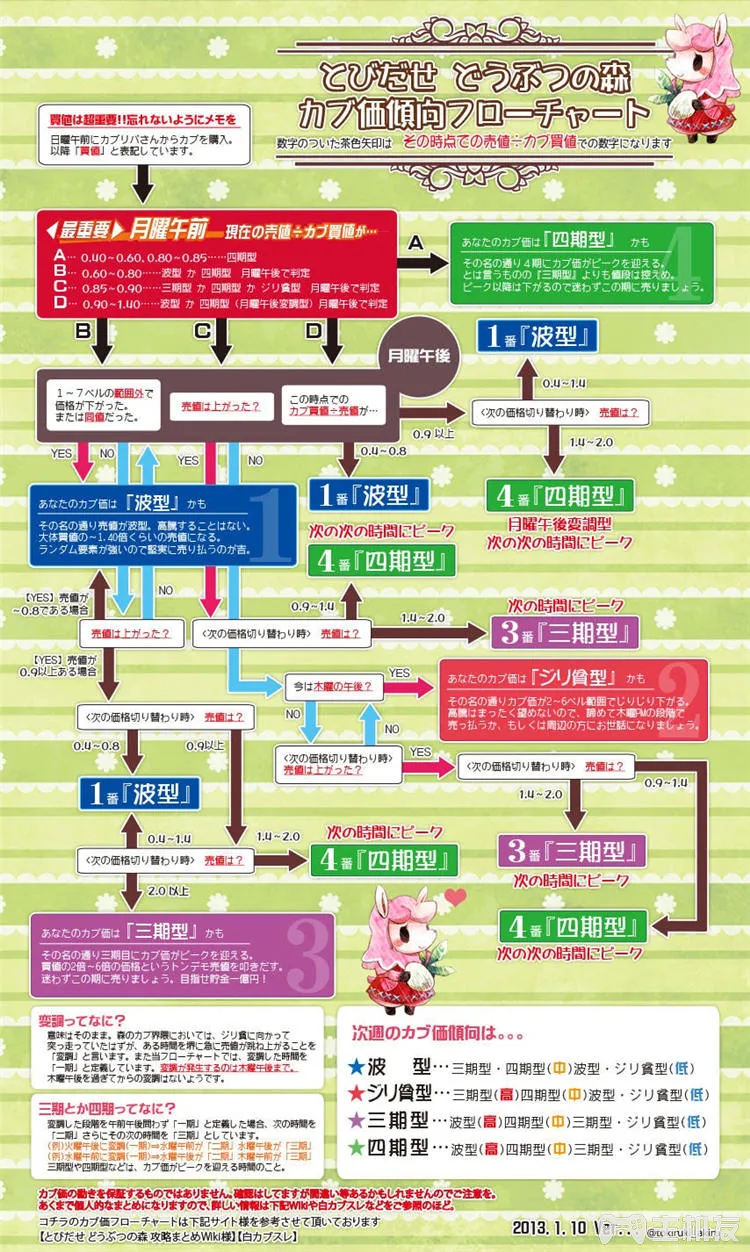 とびだせ どうぶつの森
カブ価傾向フローチャート
数字のついた茶色矢印は その時点での売値÷カブ買値での数字になります
買値は超重要!!忘れないようにメモを
日曜午前にカブリバさんからカブを購入。
以降「買値」と表記しています。
最重要 月曜午前 現在の売値÷カブ買値が…
A… 0.40~0.60, 0.80~0.85……四期型
B… 0.60~0.80……波型 か 四期型 月曜午後で判定
C… 0.85~0.90……三期型 か 四期型 か ジリ貧型 月曜午後で判定
D… 0.90~1.40……波型 か 四期型(月曜午後変調型)月曜午後で判定
A
あなたのカブ価は『四期型』かも
その名の通り4期にカブ価がピークを迎える。
とは言うものの『三期型』よりも値段は控えめ。
ピーク以降は下がるので迷わずこの期に売りましょう。
4
B
C
D
月曜午後
1番『波型』
0.4~1.4
1~7ベルの範囲外で
価格が下がった。
または同値だった。
売値は上がった?
この時点での
カブ買値÷売値が…
0.9以上
<次の価格切り替わり時> 売値は?
1.4~2.0
YES
NO
YES
NO
0.4~0.8
1番『波型』
4番『四期型』
月曜午後変調型
次の次の時間にピーク
あなたのカブ価は『波型』かも
その名の通り売値が波型。高騰することはない。
大体買値の~1.40倍くらいの売値になる。
ランダム要素が強いので堅実に売り払うのが吉。
1
次の次の時間にピーク
4番『四期型』
【YES】売値が
~0.8である場合
NO
0.9~1.4
1.4~2.0
次の時間にピーク
3番『三期型』
売値は上がった?
<次の価格切り替わり時> 売値は?
【YES】売値が
0.9以上ある場合
今は木曜の午後?
YES
あなたのカブ価は『ジリ貧型』かも
その名の通りカブ価が2~6ベル範囲でじりじり下がる。
高騰はまったく望めないので、諦めて木曜PMの段階で
売っ払うか、もしくは周辺の方にお世話になりましょう。
2
NO
NO
<次の価格切り替わり時> 売値は?
0.4~0.8
0.9以上
<次の価格切り替わり時>
売値は上がった?
YES
<次の価格切り替わり時> 売値は?
1番『波型』
1.4~2.0
0.9~1.4
0.4~1.4
1.4~2.0
次の時間にピーク
4番『四期型』
3番『三期型』
次の時間にピーク
<次の価格切り替わり時> 売値は?
2.0以上
4番『四期型』
次の次の時間にピーク
あなたのカブ価は『三期型』かも
その名の通り三期目にカブ価がピークを迎える。
買値の2倍~6倍の価格というトンデモ売値を叩きだす。
迷わずこの期に売りましょう。目指せ貯金一億円!
3
変調ってなに?
意味はそのまま。森のカブ界隈においては、ジリ貧に向かって
突っ走っていたはずが、ある時間を堺に急に売値が跳ね上がることを
「変調」と言います。また当フローチャートでは、変調した時間を
「一期」と定義しています。変調が発生するのは木曜午後まで。
木曜午後を過ぎてからの変調はないようです。
三期とか四期ってなに?
変調した段階を午前午後問わず「一期」と定義した場合、次の時間を
「二期」さらにその次の時間を「三期」としています。
(例)火曜午後に変調(一期)⇒水曜午前が「二期」水曜午後が「三期」
(例)水曜午前に変調(一期)⇒水曜午後が「二期」木曜午前が「三期」
三期型や四期型などは、カブ価がピークを迎える時間のこと。
次週のカブ価傾向は。。。
★波 型…三期型・四期型(中)波型・ジリ貧型(低)
★ジリ貧型…三期型(高)四期型(中)波型・ジリ貧型(低)
★三期型…波型(高)四期型(中)三期型・ジリ貧型(低)
★四期型…波型(高)四期型(中)三期型・ジリ貧型(低)
カブ価の動きを保証するものではありません。確認はしてますが間違い等あるかもしれませんのでご注意を。
あくまで個人的なまとめになりますので、詳しい情報は下記Wikiや白カブスレなどをご参照のほど。
コチラのカブ価フローチャートは下記サイト様を参考させて頂いております
【とびだせ どうぶつの森 攻略まとめWiki様】【白カブスレ】
2013.1.10